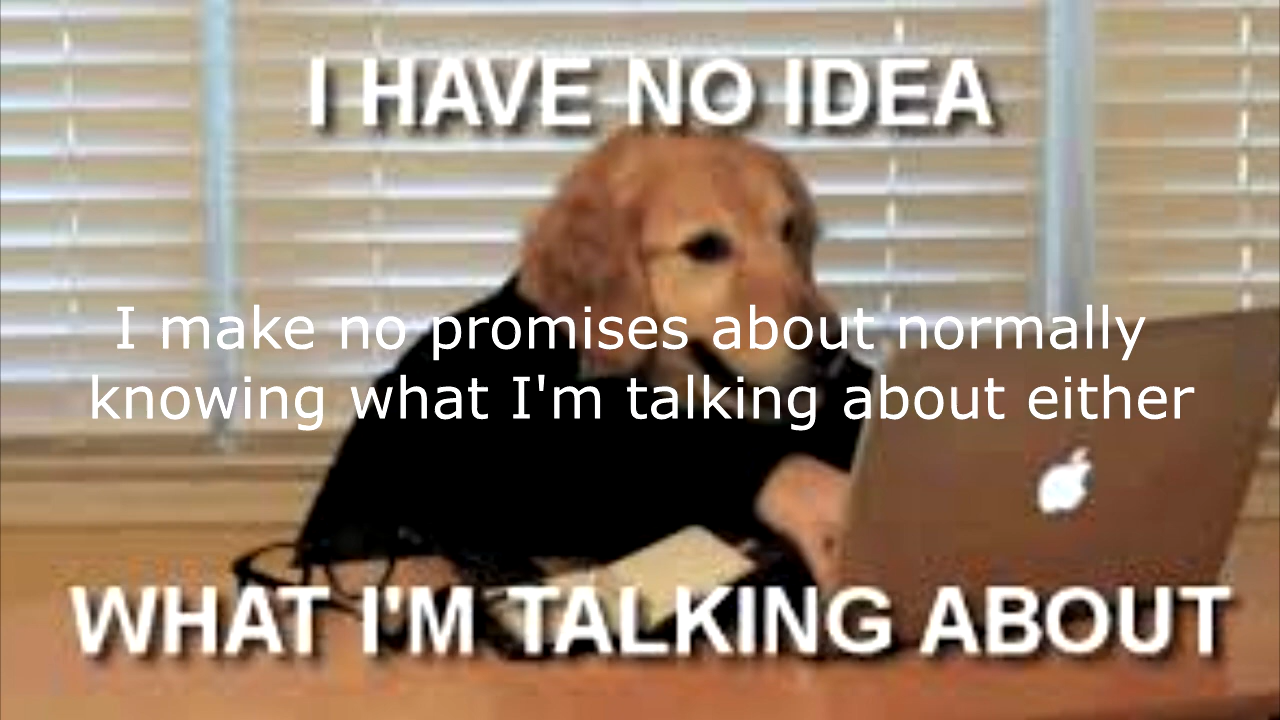 I HAVE NO IDEA
I make no promises about normally
knowing what I'm talking about either
WHAT I'M TALKING ABOUT